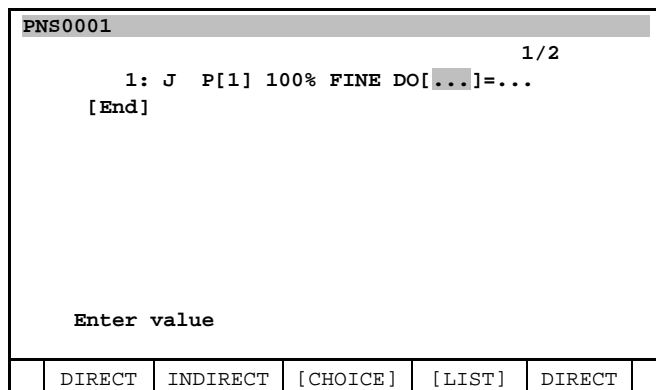 PNS0001
1/2
1: J P[1] 100% FINE DO[...]=...
[End]
Enter value
DIRECT INDIRECT [CHOICE] [LIST] DIRECT